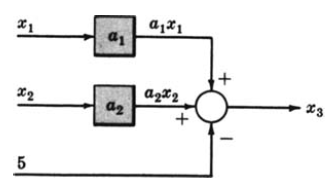 x₁ a₁ a₁x₁
+
x₂ a₂ a₂x₂ x₃
+ −
5